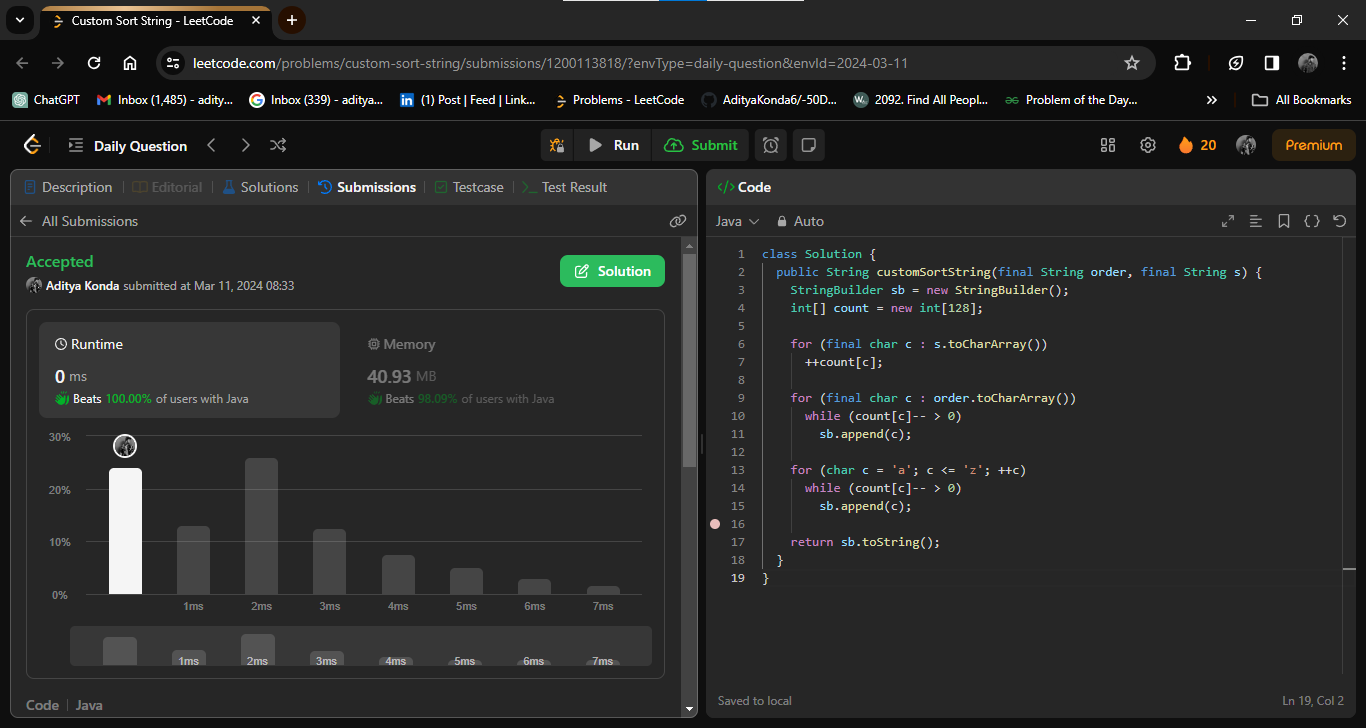 Custom Sort String - LeetCode
leetcode.com/problems/custom-sort-string/submissions/1200113818/?envType=daily-question&envId=2024-03-11
ChatGPT
Inbox (1,485) - adity...
Inbox (339) - aditya...
(1) Post | Feed | Link...
Problems - LeetCode
AdityaKonda6/-50D...
2092. Find All Peopl...
Problem of the Day...
All Bookmarks
Daily Question
Run
Submit
20
Premium
Description
Editorial
Solutions
Submissions
Testcase
Test Result
All Submissions
Accepted
Aditya Konda submitted at Mar 11, 2024 08:33
Solution
Runtime
0 ms
Beats 100.00% of users with Java
Memory
40.93 MB
Beats 98.09% of users with Java
30%
20%
10%
0%
1ms 2ms 3ms 4ms 5ms 6ms 7ms
1ms 2ms 3ms 4ms 5ms 6ms 7ms
Code | Java
</> Code
Java
Auto
1 class Solution {
2 public String customSortString(final String order, final String s) {
3 StringBuilder sb = new StringBuilder();
4 int[] count = new int[128];
5
6 for (final char c : s.toCharArray())
7 ++count[c];
8
9 for (final char c : order.toCharArray())
10 while (count[c]-- > 0)
11 sb.append(c);
12
13 for (char c = 'a'; c <= 'z'; ++c)
14 while (count[c]-- > 0)
15 sb.append(c);
16
17 return sb.toString();
18 }
19 }
Saved to local
Ln 19, Col 2